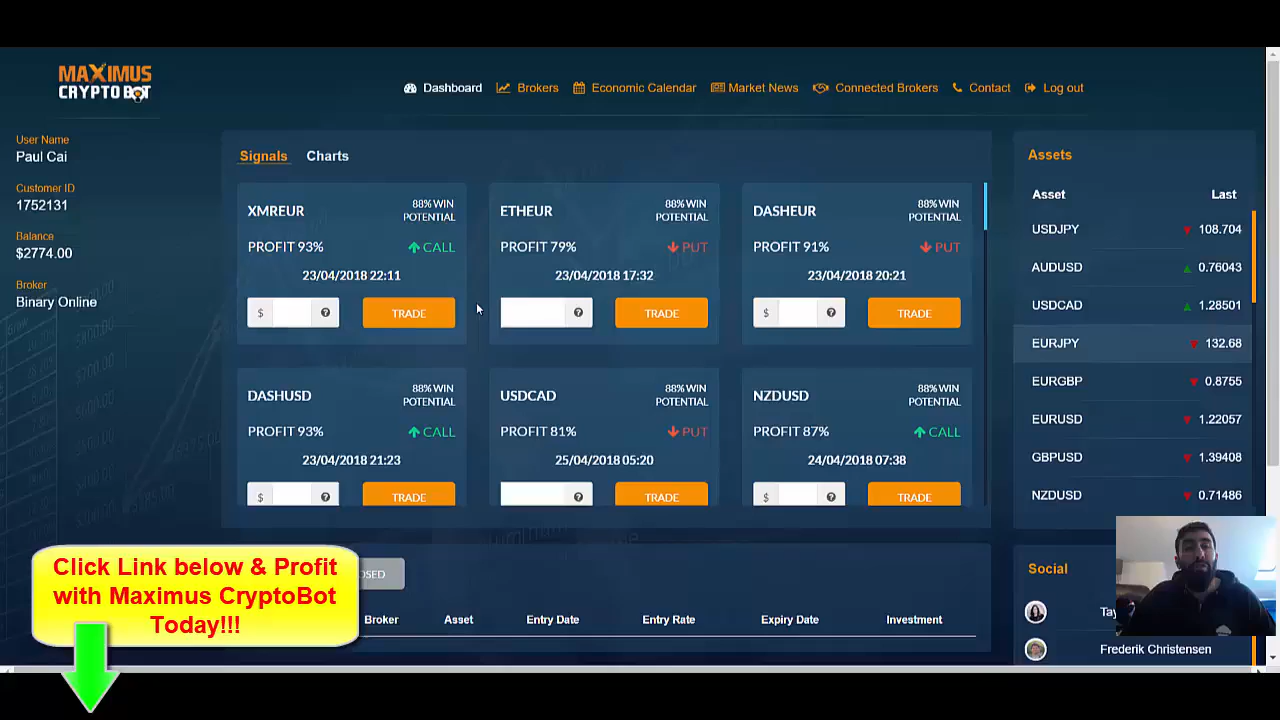 MAXIMUS
CRYPTO BOT
Dashboard
Brokers
Economic Calendar
Market News
Connected Brokers
Contact
Log out
User Name
Paul Cai
Customer ID
1752131
Balance
$2774.00
Broker
Binary Online
Signals
Charts
XMREUR
88% WIN
POTENTIAL
PROFIT 93%
CALL
23/04/2018 22:11
$
TRADE
ETHEUR
88% WIN
POTENTIAL
PROFIT 79%
PUT
23/04/2018 17:32
TRADE
DASHEUR
88% WIN
POTENTIAL
PROFIT 91%
PUT
23/04/2018 20:21
$
TRADE
DASHUSD
88% WIN
POTENTIAL
PROFIT 93%
CALL
23/04/2018 21:23
$
TRADE
USDCAD
88% WIN
POTENTIAL
PROFIT 81%
PUT
25/04/2018 05:20
TRADE
NZDUSD
88% WIN
POTENTIAL
PROFIT 87%
CALL
24/04/2018 07:38
$
TRADE
Assets
Asset Last
USDJPY 108.704
AUDUSD 0.76043
USDCAD 1.28501
EURJPY 132.68
EURGBP 0.8755
EURUSD 1.22057
GBPUSD 1.39408
NZDUSD 0.71486
Click Link below & Profit
with Maximus CryptoBot
Today!!!
OSED
Broker Asset Entry Date Entry Rate Expiry Date Investment
Social
Tay
Frederik Christensen